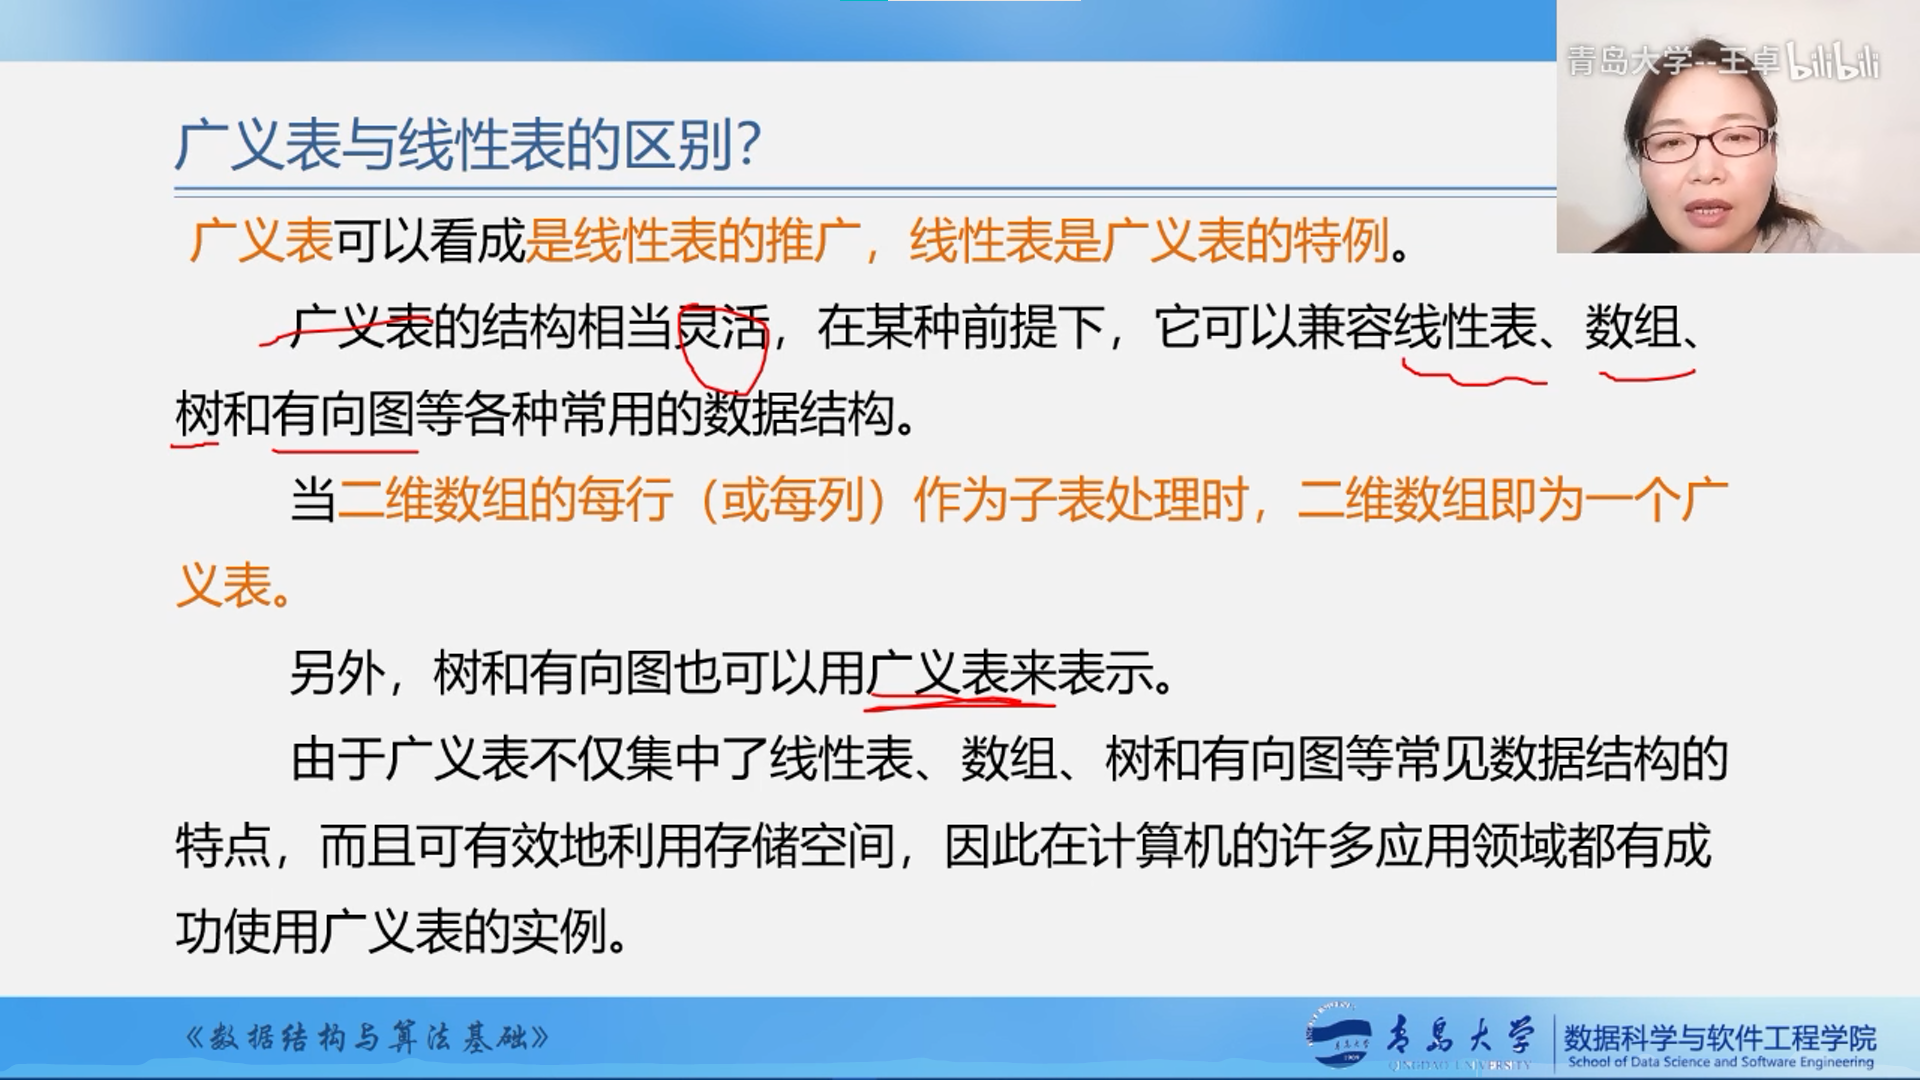 青岛大学--王卓 bilibili
广义表与线性表的区别？
广义表可以看成是线性表的推广，线性表是广义表的特例。
广义表的结构相当灵活，在某种前提下，它可以兼容线性表、数组、
树和有向图等各种常用的数据结构。
当二维数组的每行（或每列）作为子表处理时，二维数组即为一个广
义表。
另外，树和有向图也可以用广义表来表示。
由于广义表不仅集中了线性表、数组、树和有向图等常见数据结构的
特点，而且可有效地利用存储空间，因此在计算机的许多应用领域都有成
功使用广义表的实例。
《数据结构与算法基础》
青岛大学
QINGDAO UNIVERSITY
数据科学与软件工程学院
School of Data Science and Software Engineering